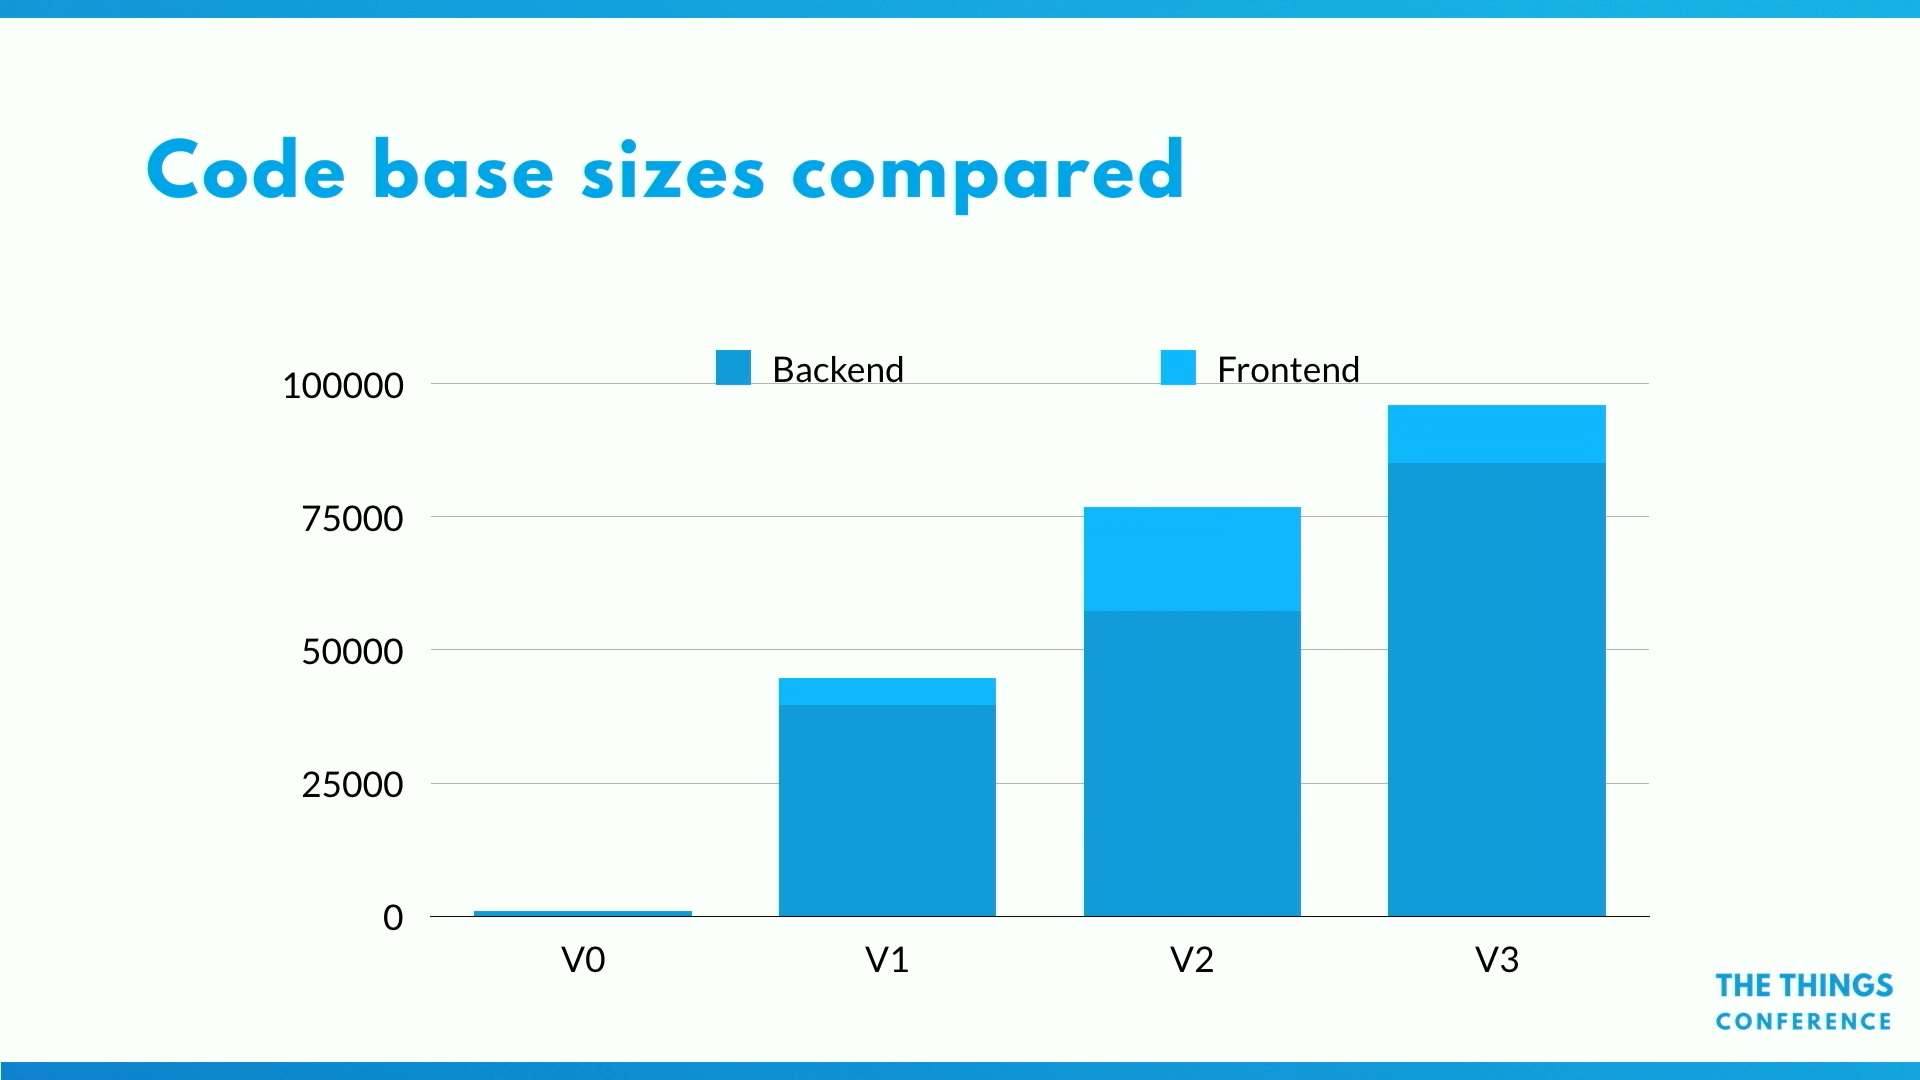 Code base sizes compared
Backend
Frontend
100000
75000
50000
25000
0
V0
V1
V2
V3
THE THINGS
CONFERENCE